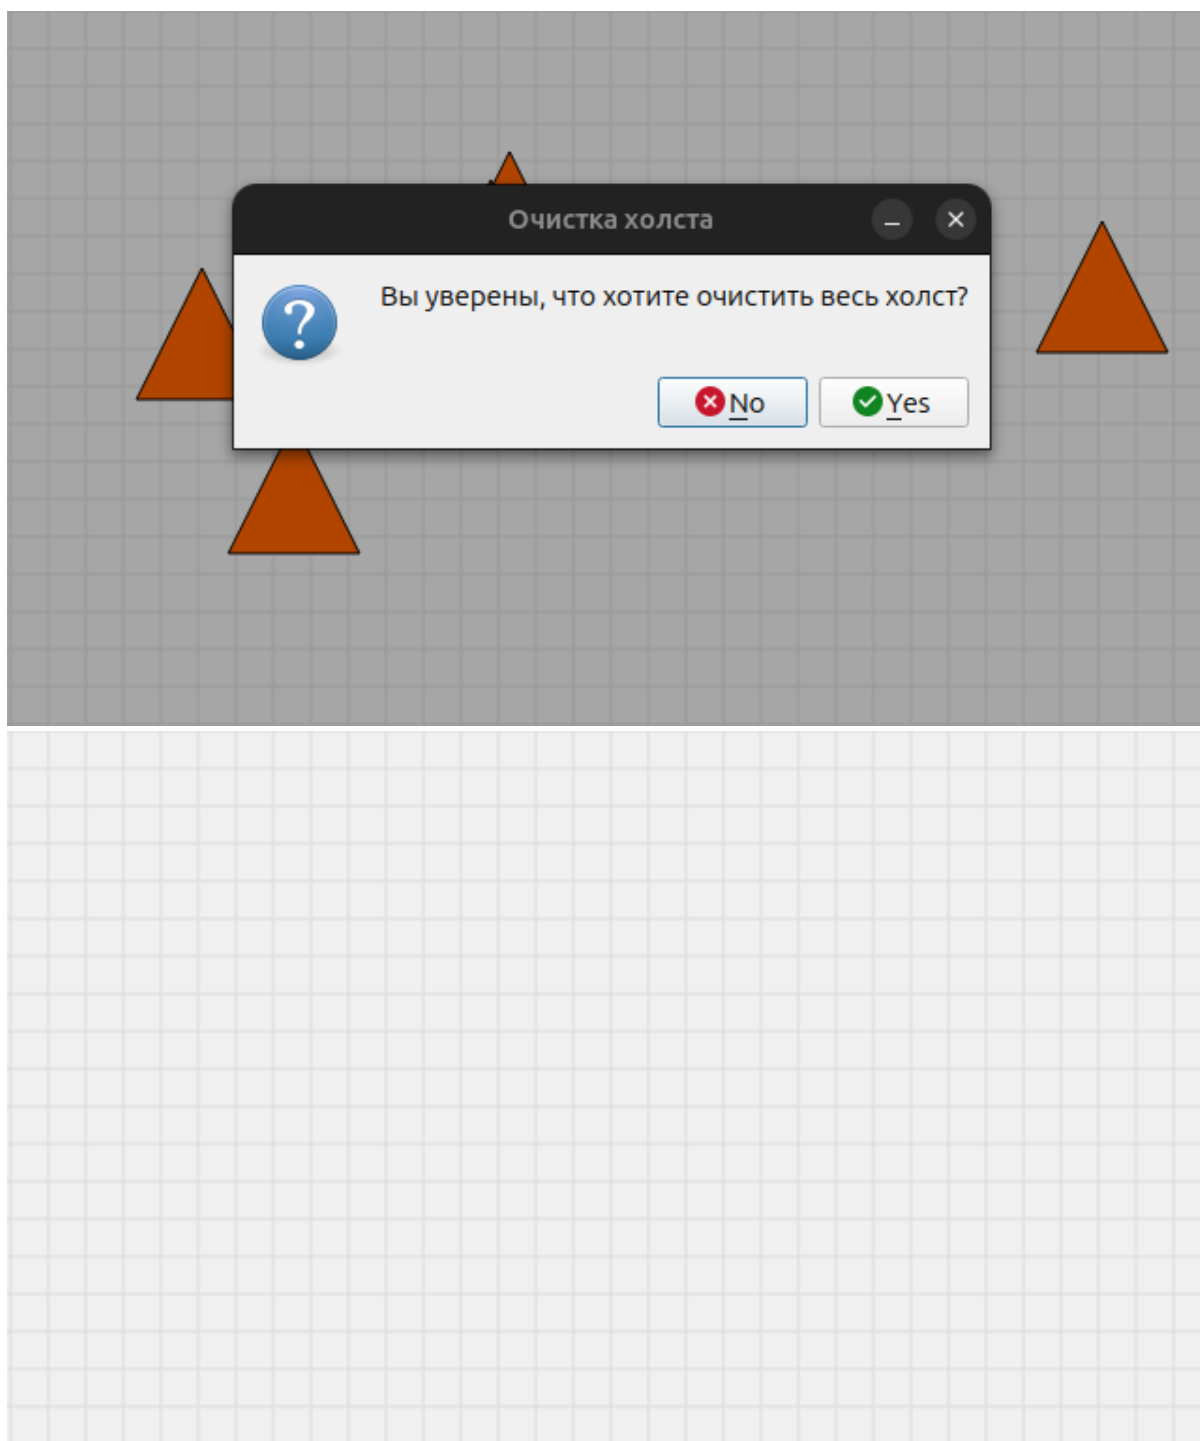 Очистка холста
Вы уверены, что хотите очистить весь холст?
No Yes